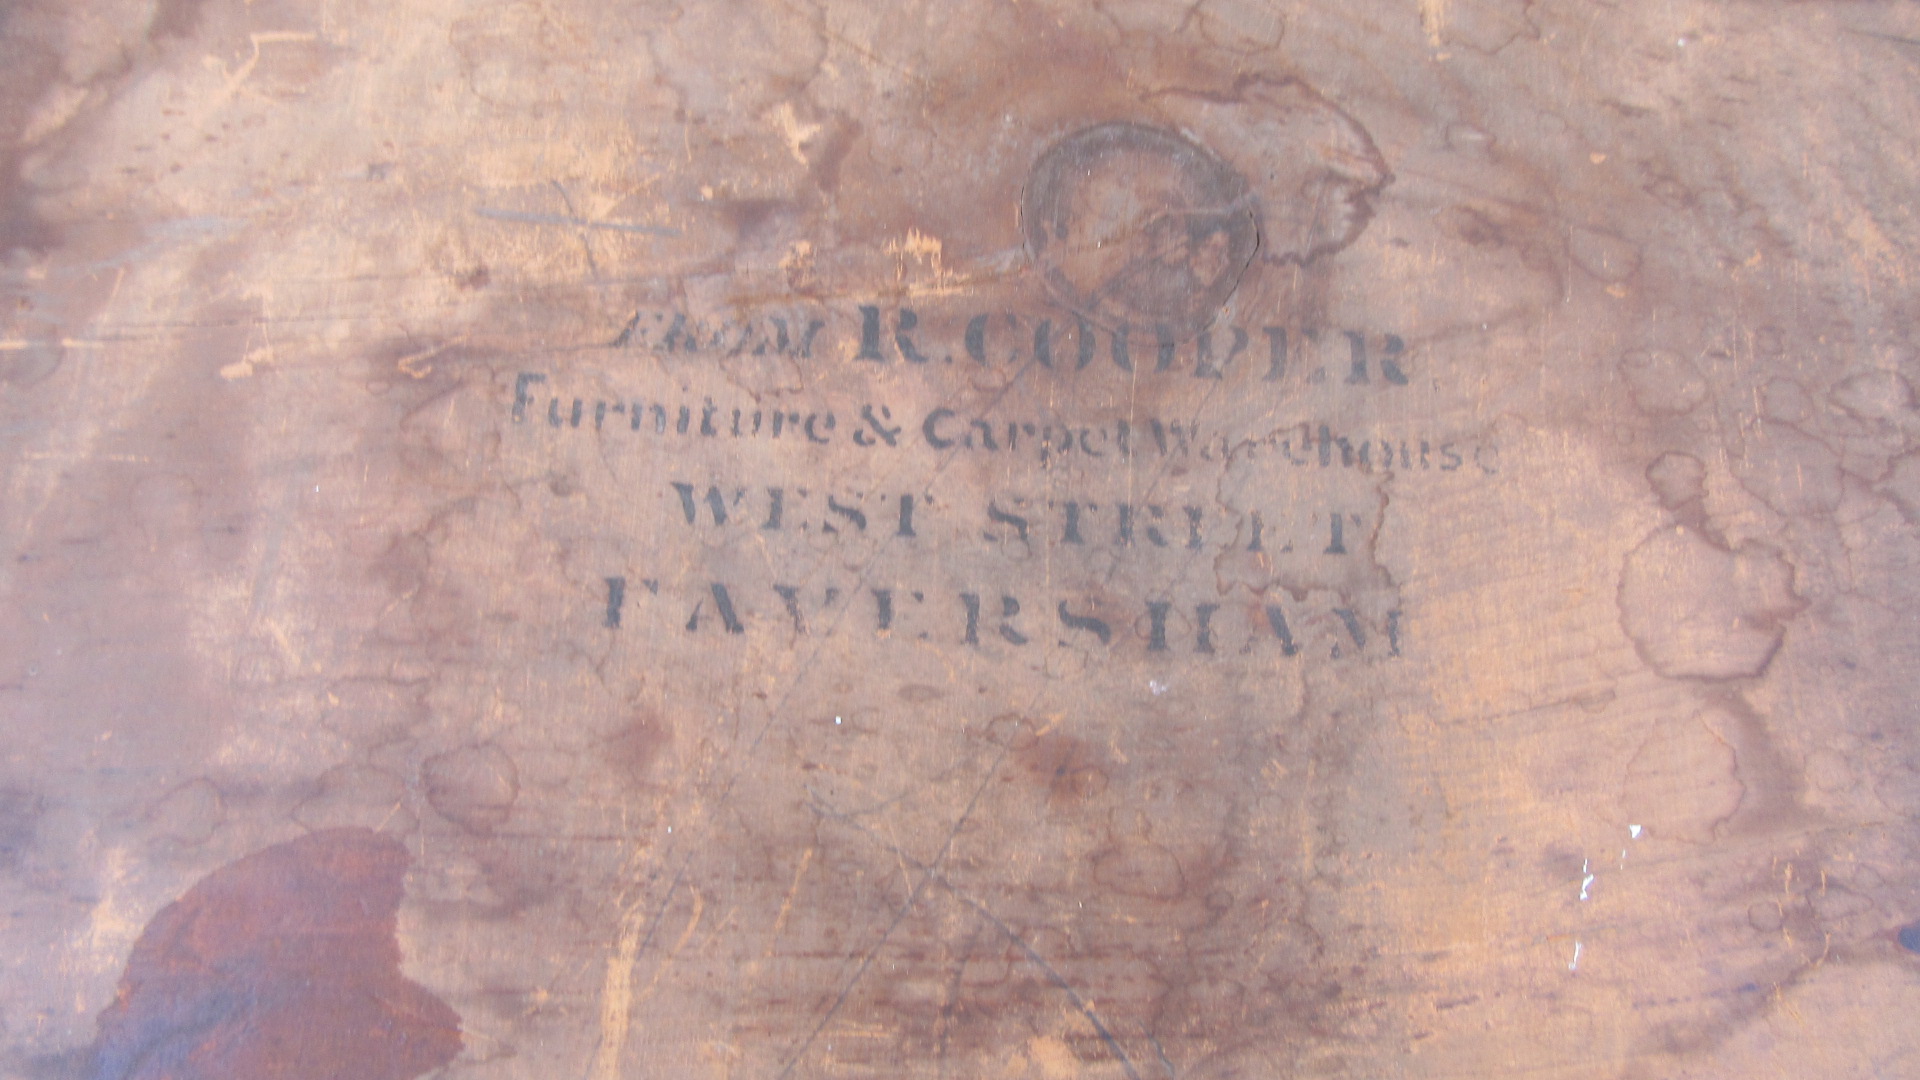 FROM R. COOPER
Furniture & Carpet Warehouse
WEST STREET
FAVERSHAM